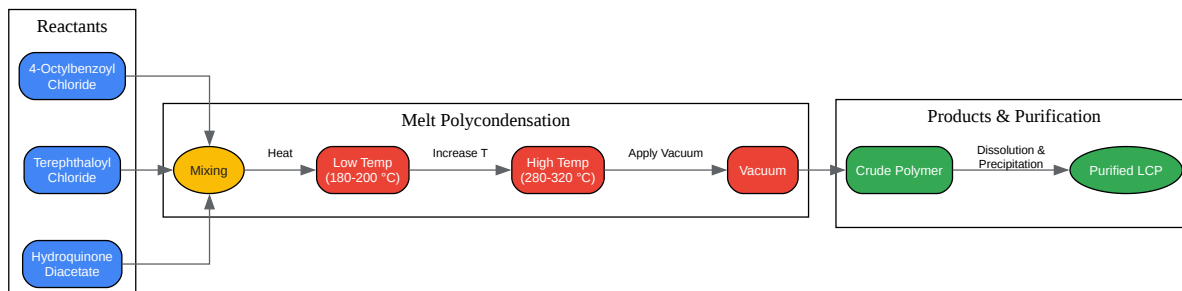 Reactants
4-Octylbenzoyl
Chloride
Terephthaloyl
Chloride
Hydroquinone
Diacetate
Melt Polycondensation
Mixing
Heat
Low Temp
(180-200 °C)
Increase T
High Temp
(280-320 °C)
Apply Vacuum
Vacuum
Products & Purification
Crude Polymer
Dissolution &
Precipitation
Purified LCP